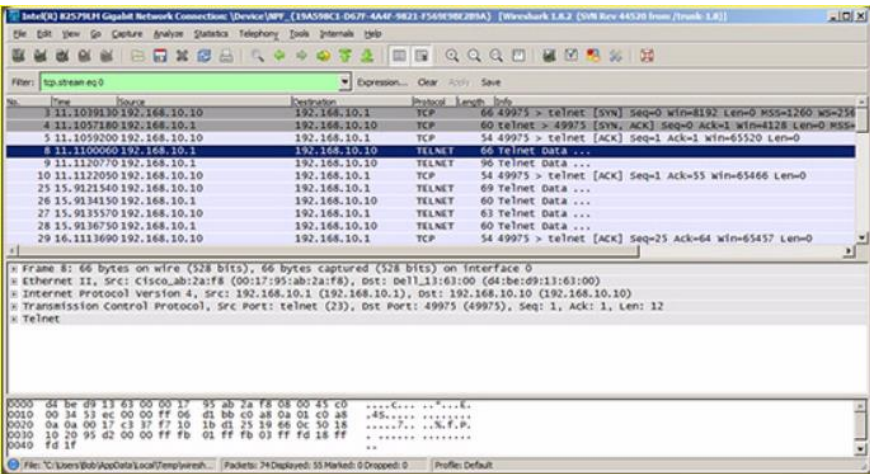 Intel(R) 82579LM Gigabit Network Connection: \Device\NPF_{19A598C1-D67F-4A4F-9821-F569E98E2B9A} [Wireshark 1.8.2 (SVN Rev 44520 from /trunk-1.8)]
File Edit View Go Capture Analyze Statistics Telephony Tools Internals Help
Filter: tcp.stream eq 0 Expression... Clear Apply Save
No. Time Source Destination Protocol Length Info
3 11.1039130 192.168.10.10 192.168.10.1 TCP 66 49975 > telnet [SYN] Seq=0 Win=8192 Len=0 MSS=1260 WS=256
4 11.1057180 192.168.10.1 192.168.10.10 TCP 60 telnet > 49975 [SYN, ACK] Seq=0 Ack=1 Win=4128 Len=0 MSS=
5 11.1059200 192.168.10.10 192.168.10.1 TCP 54 49975 > telnet [ACK] Seq=1 Ack=1 Win=65520 Len=0
8 11.1100060 192.168.10.1 192.168.10.10 TELNET 66 Telnet Data ...
9 11.1120770 192.168.10.10 192.168.10.1 TELNET 96 Telnet Data ...
10 11.1122050 192.168.10.10 192.168.10.1 TCP 54 49975 > telnet [ACK] Seq=1 Ack=55 Win=65466 Len=0
25 15.9121540 192.168.10.10 192.168.10.1 TELNET 69 Telnet Data ...
26 15.9134150 192.168.10.1 192.168.10.10 TELNET 60 Telnet Data ...
27 15.9135570 192.168.10.10 192.168.10.1 TELNET 63 Telnet Data ...
28 15.9136750 192.168.10.1 192.168.10.10 TELNET 60 Telnet Data ...
29 16.1113690 192.168.10.10 192.168.10.1 TCP 54 49975 > telnet [ACK] Seq=25 Ack=64 Win=65457 Len=0
Frame 8: 66 bytes on wire (528 bits), 66 bytes captured (528 bits) on interface 0
Ethernet II, Src: Cisco_ab:2a:f8 (00:17:95:ab:2a:f8), Dst: Dell_13:63:00 (d4:be:d9:13:63:00)
Internet Protocol Version 4, Src: 192.168.10.1 (192.168.10.1), Dst: 192.168.10.10 (192.168.10.10)
Transmission Control Protocol, Src Port: telnet (23), Dst Port: 49975 (49975), Seq: 1, Ack: 1, Len: 12
Telnet
0000 d4 be d9 13 63 00 00 17 95 ab 2a f8 08 00 45 c0 ....c... ..*...E.
0010 00 34 53 ec 00 00 ff 06 d1 bb c0 a8 0a 01 c0 a8 .4S..... ........
0020 0a 0a 00 17 c3 37 f7 10 1b d1 25 19 66 0c 50 18 .....7.. ..%.f.P.
0030 10 20 95 d2 00 00 ff fb 01 ff fb 03 ff fd 18 ff . ...... ........
0040 fd 1f ..
File: "C:\Users\Bob\AppData\Local\Temp\wiresh... Packets: 74 Displayed: 55 Marked: 0 Dropped: 0 Profile: Default